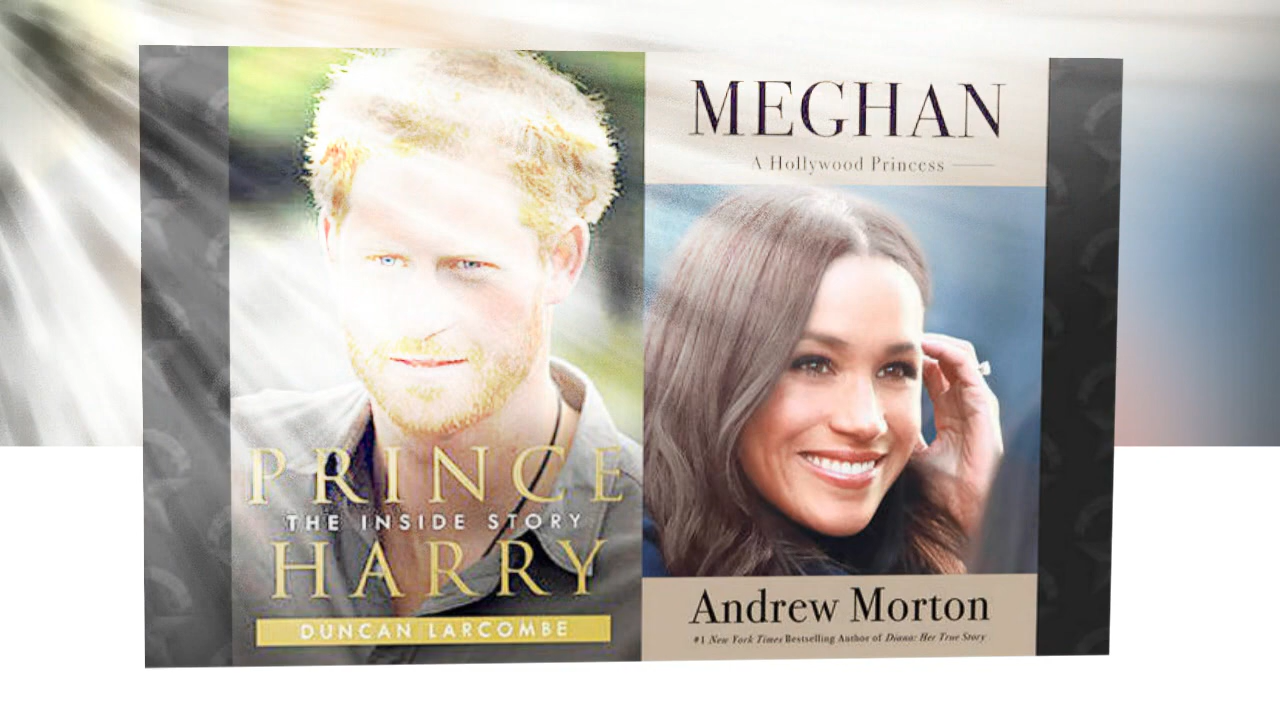 PRINCE
THE INSIDE STORY
HARRY
DUNCAN LARCOMBE
MEGHAN
A Hollywood Princess
Andrew Morton
#1 New York Times Bestselling Author of Diana: Her True Story